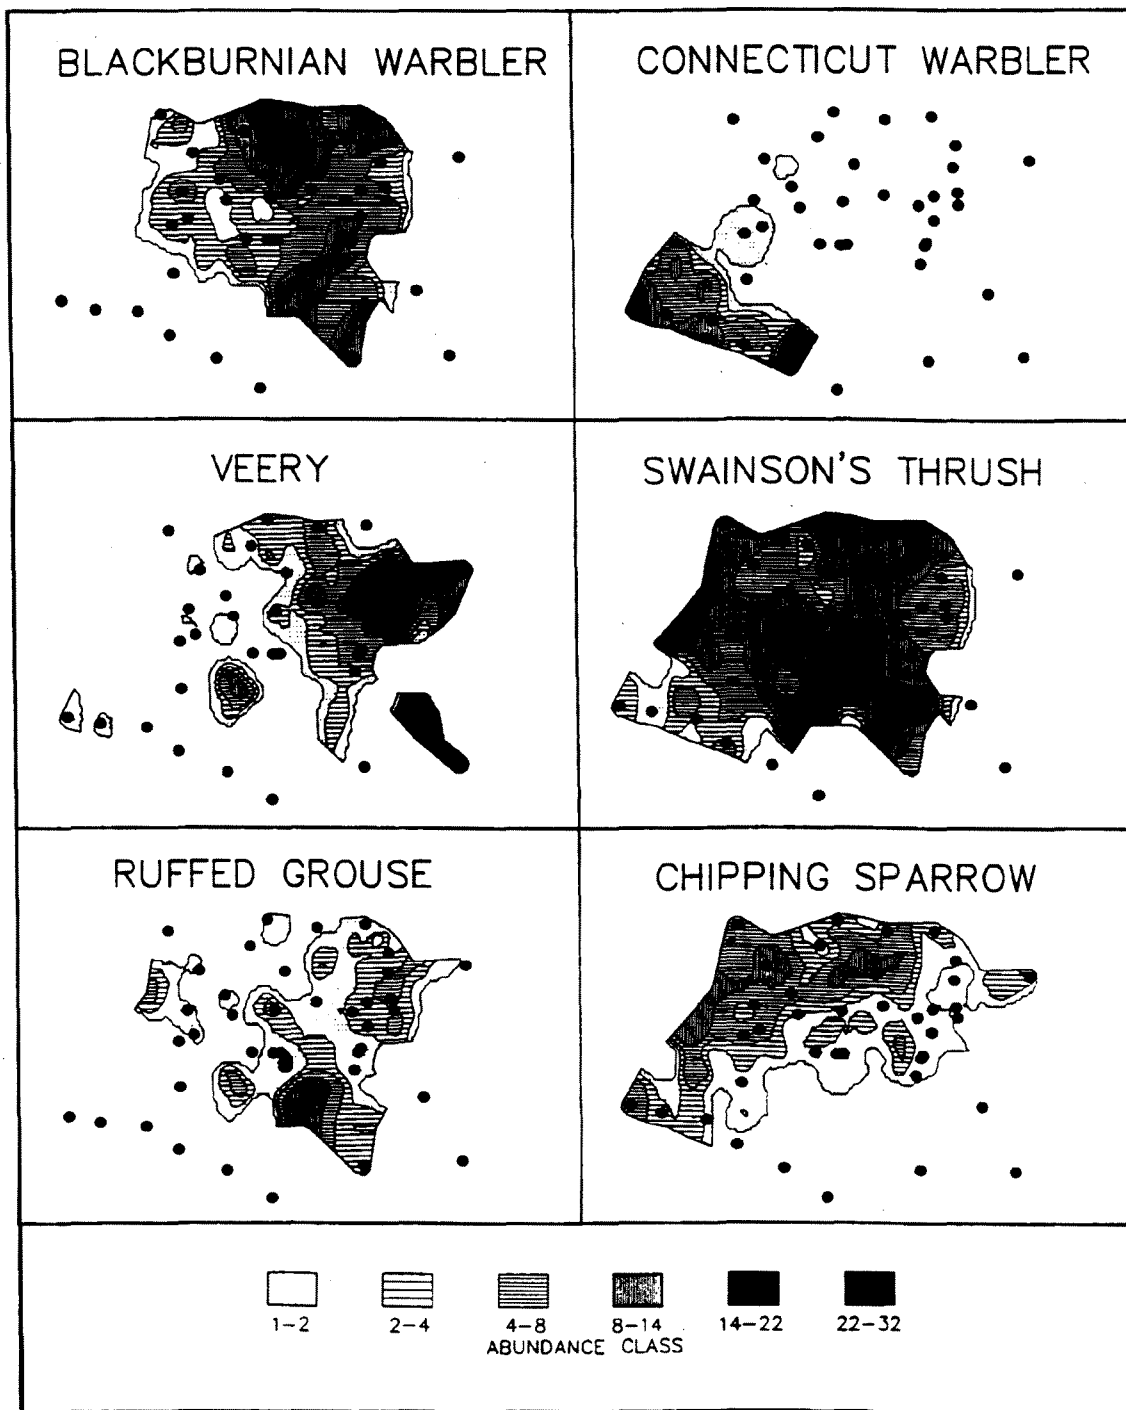 BLACKBURNIAN WARBLER
CONNECTICUT WARBLER
VEERY
SWAINSON'S THRUSH
RUFFED GROUSE
CHIPPING SPARROW
1-2 2-4 4-8 8-14 14-22 22-32
ABUNDANCE CLASS